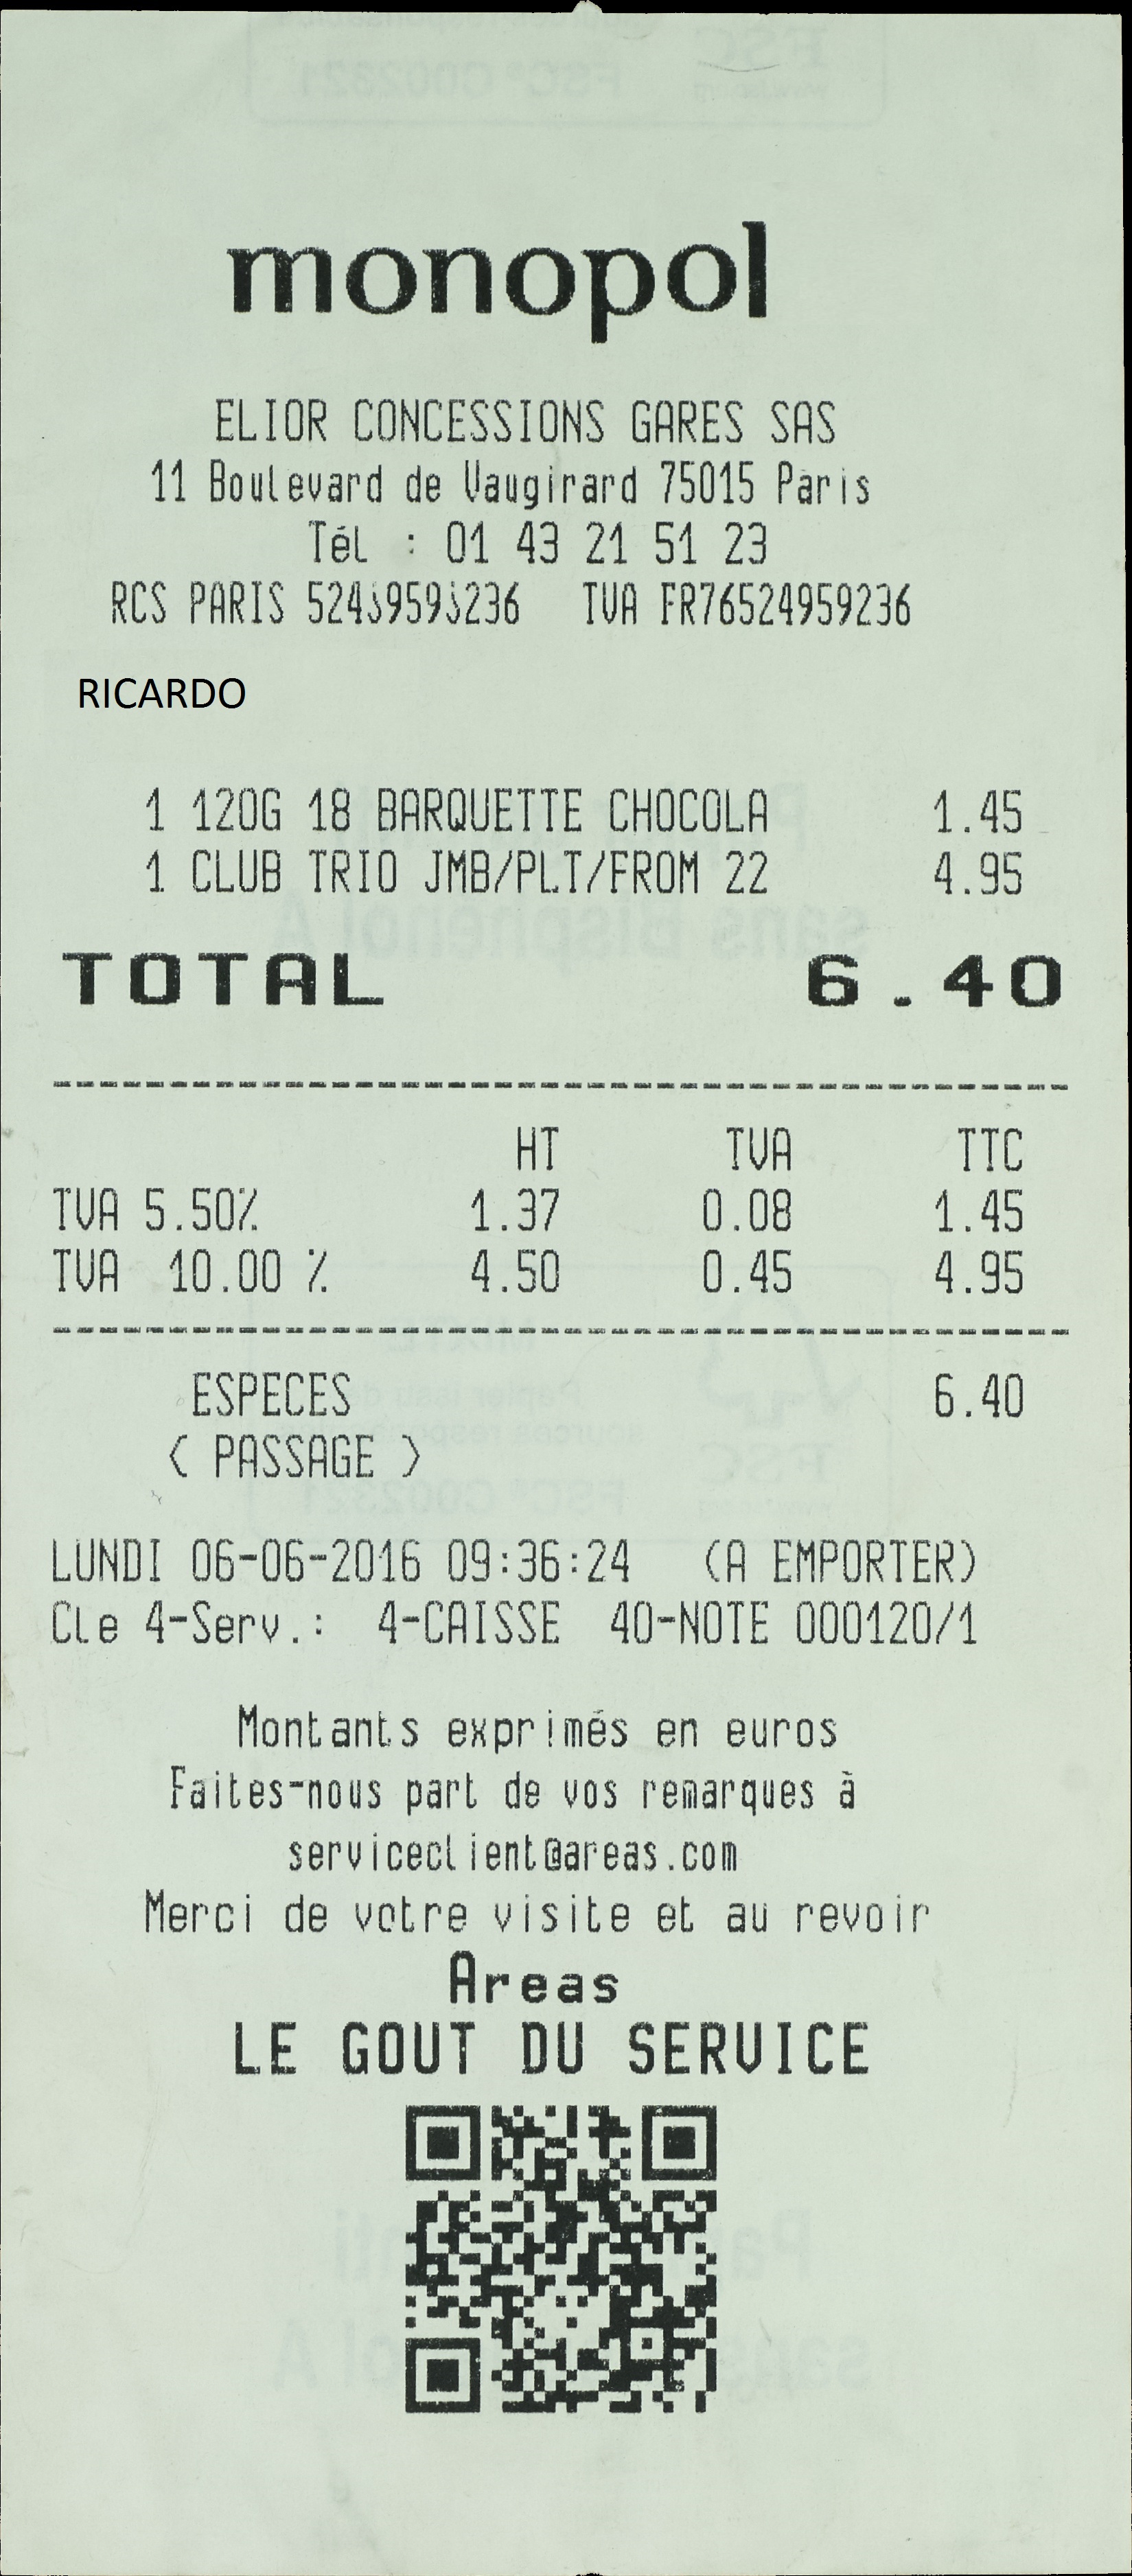 monopol
ELIOR CONCESSIONS GARES SAS
11 Boulevard de Vaugirard 75015 Paris
Tél : 01 43 21 51 23
RCS PARIS TVA FR76524959236
RICARDO
1 120G 18 BARQUETTE CHOCOLA 1.45
1 CLUB TRIO JMB/PLT/FROM 22 4.95
TOTAL 6.40
HT TVA TTC
TVA 5.50% 1.37 0.08 1.45
TVA 10.00 % 4.50 0.45 4.95
ESPECES 6.40
( PASSAGE )
LUNDI 06-06-2016 09:36:24 (A EMPORTER)
Cle 4-Serv.: 4-CAISSE 40-NOTE 000120/1
Montants exprimés en euros
Faites-nous part de vos remarques à
serviceclient@areas.com
Merci de votre visite et au revoir
Areas
LE GOUT DU SERVICE